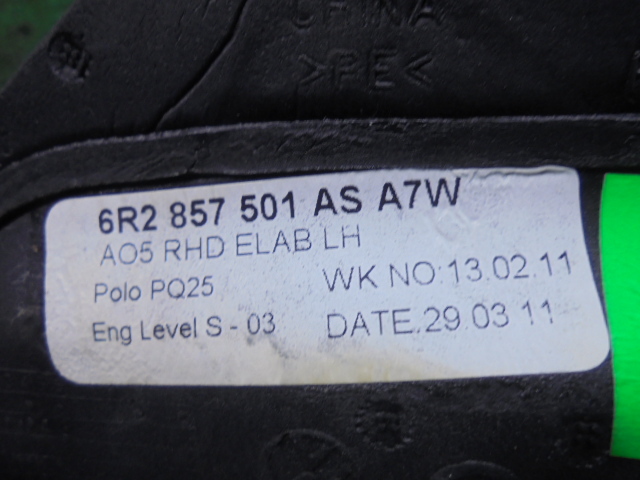 CHINA
>PE<
6R2 857 501 AS A7W
AO5 RHD ELAB LH
Polo PQ25
WK NO:13.02.11
Eng Level S - 03
DATE.29.03 11